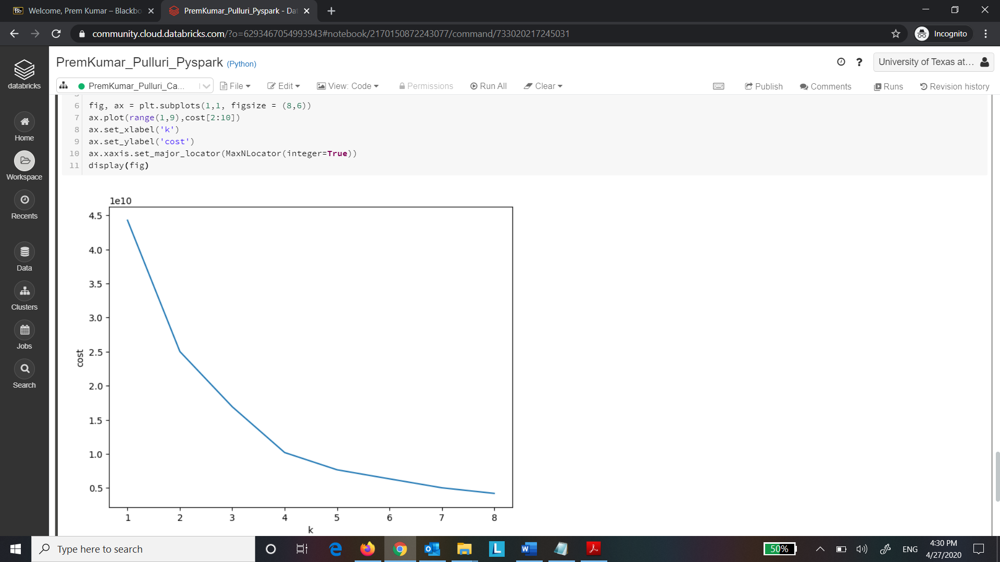 Bb Welcome, Prem Kumar – Blackbo
PremKumar_Pulluri_Pyspark - Dat
community.cloud.databricks.com/?o=6293467054993943#notebook/2170150872243077/command/733020217245031
Incognito
databricks
Home
Workspace
Recents
Data
Clusters
Jobs
Search
PremKumar_Pulluri_Pyspark (Python)
? University of Texas at...
PremKumar_Pulluri_Ca... File Edit View: Code Permissions Run All Clear Publish Comments Runs Revision history
6 fig, ax = plt.subplots(1,1, figsize = (8,6))
7 ax.plot(range(1,9),cost[2:10])
8 ax.set_xlabel('k')
9 ax.set_ylabel('cost')
10 ax.xaxis.set_major_locator(MaxNLocator(integer=True))
11 display(fig)
1e10
4.5
4.0
3.5
3.0
2.5
2.0
1.5
1.0
0.5
cost
1 2 3 4 5 6 7 8
k
Type here to search
L
W
50%
ENG
4:30 PM
4/27/2020